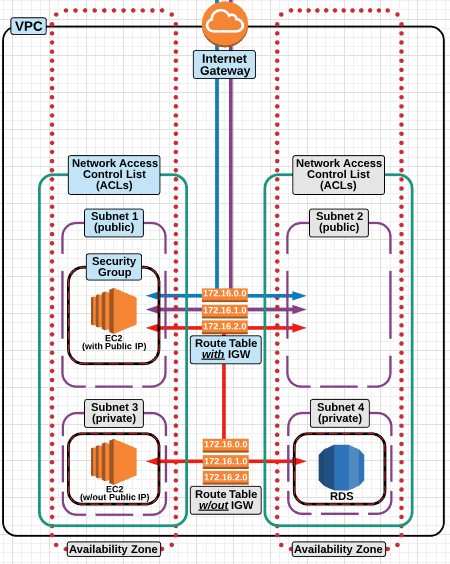 VPC
Internet
Gateway
Network Access
Control List
(ACLs)
Network Access
Control List
(ACLs)
Subnet 1
(public)
Subnet 2
(public)
Security
Group
EC2
(with Public IP)
172.16.0.0
172.16.1.0
172.16.2.0
Route Table
with IGW
Subnet 3
(private)
Subnet 4
(private)
EC2
(w/out Public IP)
172.16.0.0
172.16.1.0
172.16.2.0
Route Table
w/out IGW
RDS
Availability Zone
Availability Zone